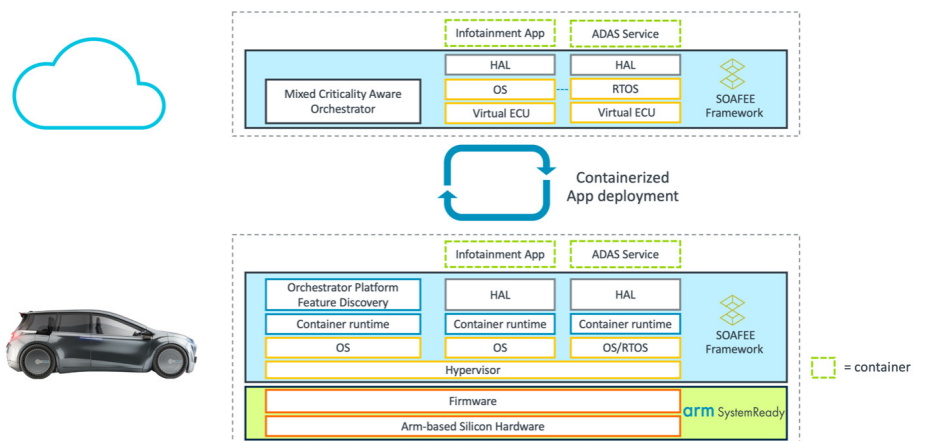 Infotainment App
ADAS Service
HAL
HAL
Mixed Criticality Aware
Orchestrator
OS
---
RTOS
SOAFEE
Framework
Virtual ECU
Virtual ECU
Containerized
App deployment
Infotainment App
ADAS Service
Orchestrator Platform
Feature Discovery
HAL
HAL
Container runtime
Container runtime
Container runtime
SOAFEE
Framework
OS
OS
OS/RTOS
Hypervisor
= container
Firmware
arm SystemReady
Arm-based Silicon Hardware